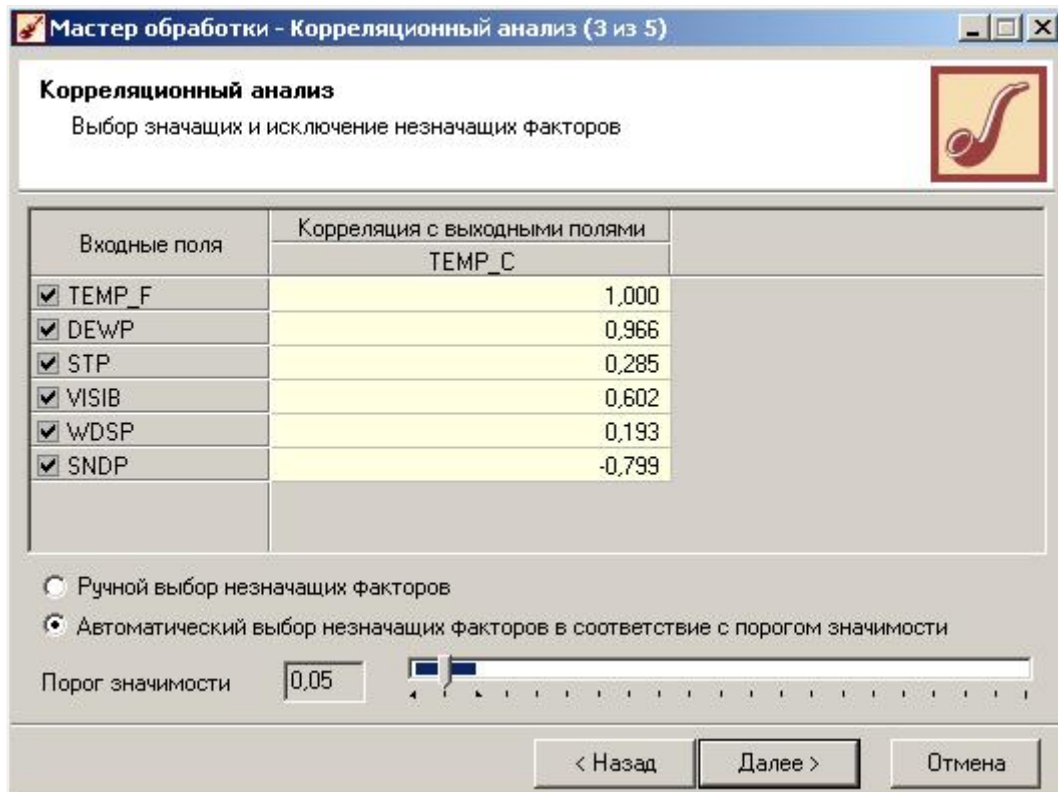 Мастер обработки - Корреляционный анализ (3 из 5)
Корреляционный анализ
Выбор значащих и исключение незначащих факторов
Входные поля
Корреляция с выходными полями
TEMP_C
TEMP_F 1,000
DEWP 0,966
STP 0,285
VISIB 0,602
WDSP 0,193
SNDP -0,799
Ручной выбор незначащих факторов
Автоматический выбор незначащих факторов в соответствие с порогом значимости
Порог значимости 0,05
< Назад Далее > Отмена